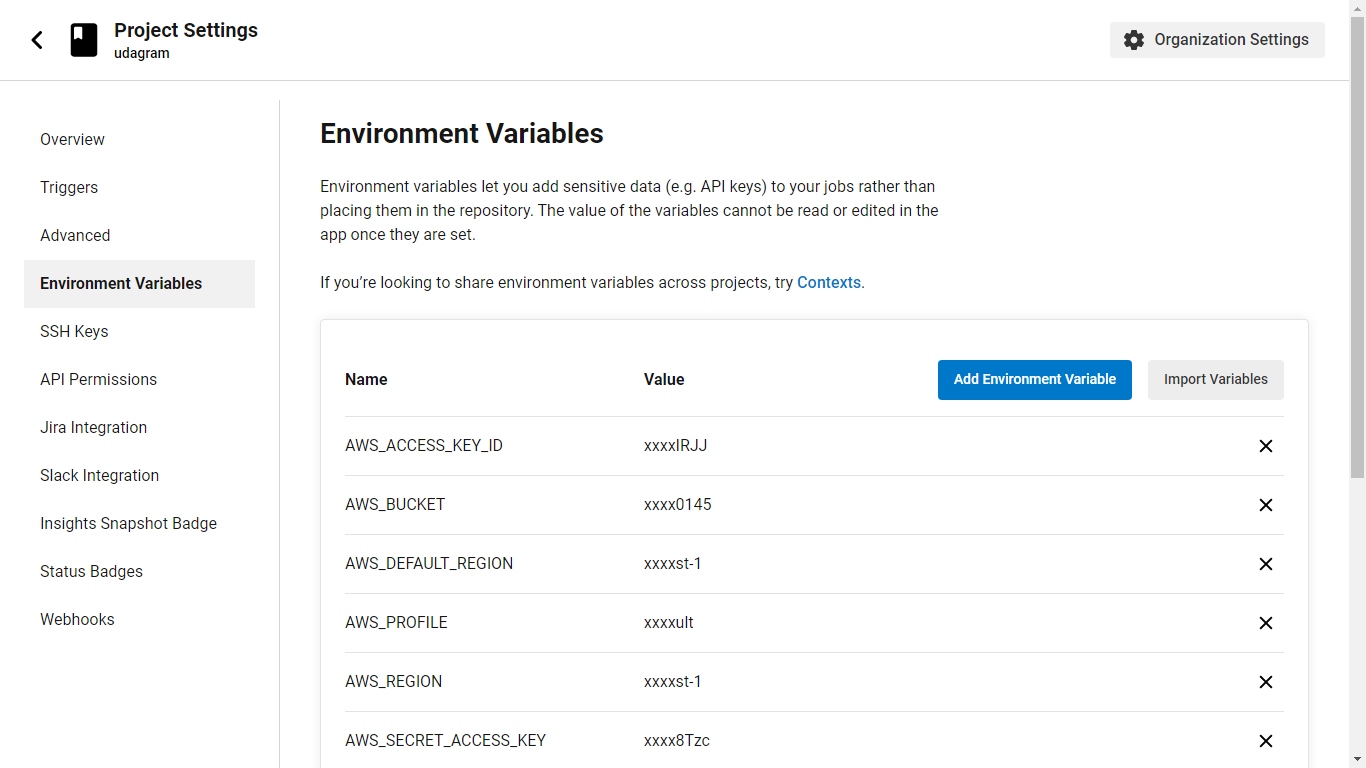 Project Settings
udagram
Organization Settings
Overview
Triggers
Advanced
Environment Variables
SSH Keys
API Permissions
Jira Integration
Slack Integration
Insights Snapshot Badge
Status Badges
Webhooks
Environment Variables
Environment variables let you add sensitive data (e.g. API keys) to your jobs rather than
placing them in the repository. The value of the variables cannot be read or edited in the
app once they are set.
If you’re looking to share environment variables across projects, try Contexts.
Name Value Add Environment Variable Import Variables
AWS_ACCESS_KEY_ID xxxxIRJJ
AWS_BUCKET xxxx0145
AWS_DEFAULT_REGION xxxxst-1
AWS_PROFILE xxxxult
AWS_REGION xxxxst-1
AWS_SECRET_ACCESS_KEY xxxx8Tzc